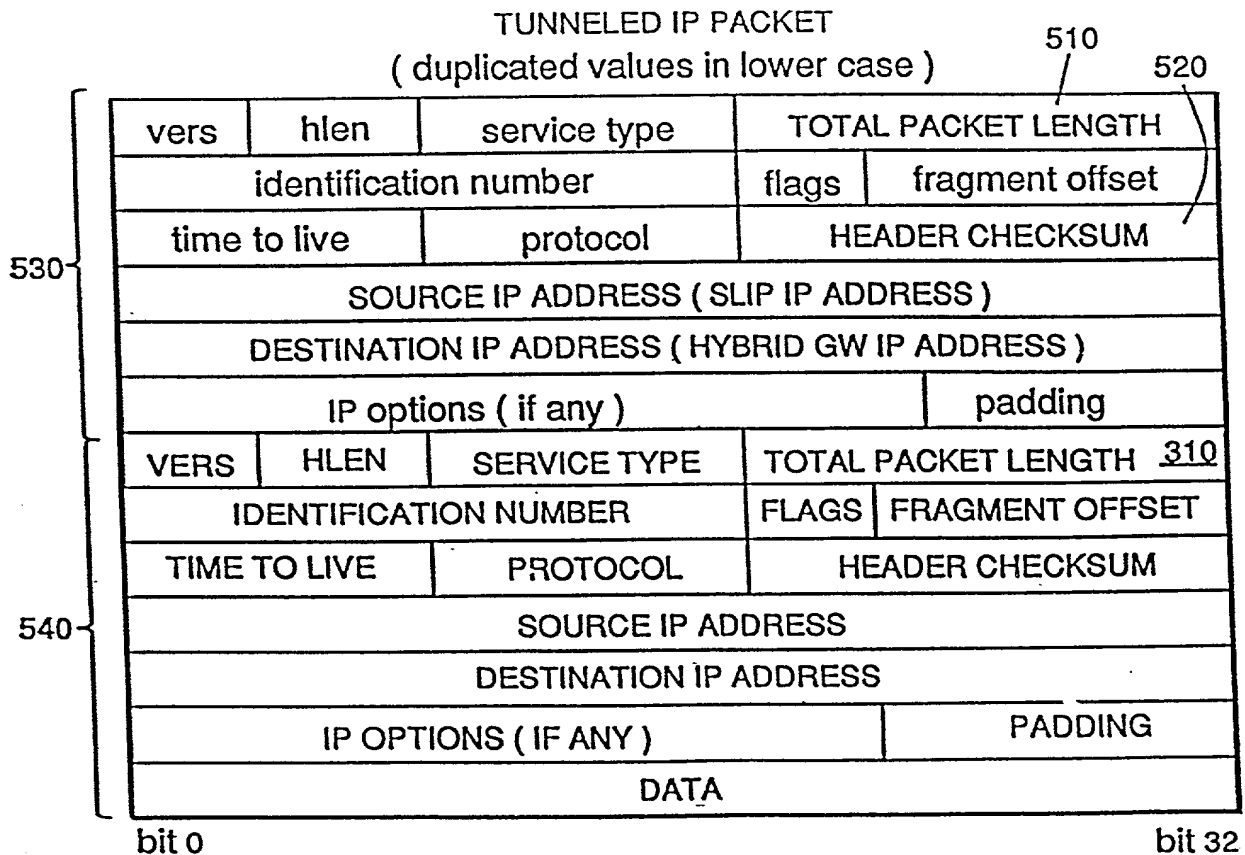 TUNNELED IP PACKET
( duplicated values in lower case )
510
520
vers hlen service type TOTAL PACKET LENGTH
identification number flags fragment offset
time to live protocol HEADER CHECKSUM
530
SOURCE IP ADDRESS ( SLIP IP ADDRESS )
DESTINATION IP ADDRESS ( HYBRID GW IP ADDRESS )
IP options ( if any ) padding
VERS HLEN SERVICE TYPE TOTAL PACKET LENGTH 310
IDENTIFICATION NUMBER FLAGS FRAGMENT OFFSET
TIME TO LIVE PROTOCOL HEADER CHECKSUM
540
SOURCE IP ADDRESS
DESTINATION IP ADDRESS
IP OPTIONS ( IF ANY ) PADDING
DATA
bit 0 bit 32